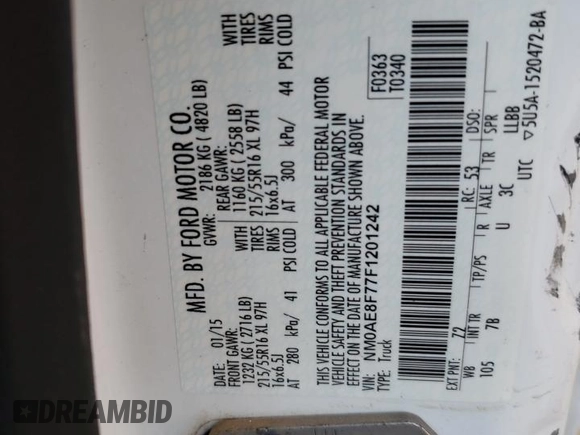 MFD. BY FORD MOTOR CO.
DATE: 01/15 GVWR: 2186 KG ( 4820 LB)
FRONT GAWR: REAR GAWR: WITH
1232 KG ( 2716 LB) 1160 KG ( 2558 LB) TIRES
215/55R16 XL 97H 215/55R16 XL 97H RIMS
16x6.5J 16x6.5J
AT 280 kPa/ 41 PSI COLD AT 300 kPa/ 44 PSI COLD
WITH
TIRES
RIMS
THIS VEHICLE CONFORMS TO ALL APPLICABLE FEDERAL MOTOR
VEHICLE SAFETY AND THEFT PREVENTION STANDARDS IN
EFFECT ON THE DATE OF MANUFACTURE SHOWN ABOVE.
VIN: NM0AE8F77F1201242
TYPE: Truck
F0363
T0340
EXT PNT: 72 RC: 53 DSO:
WB INT TR TP/PS R AXLE TR SPR
105 7B U 3C LLBB
UTC ▽5U5A-1520472-BA
DREAMBID